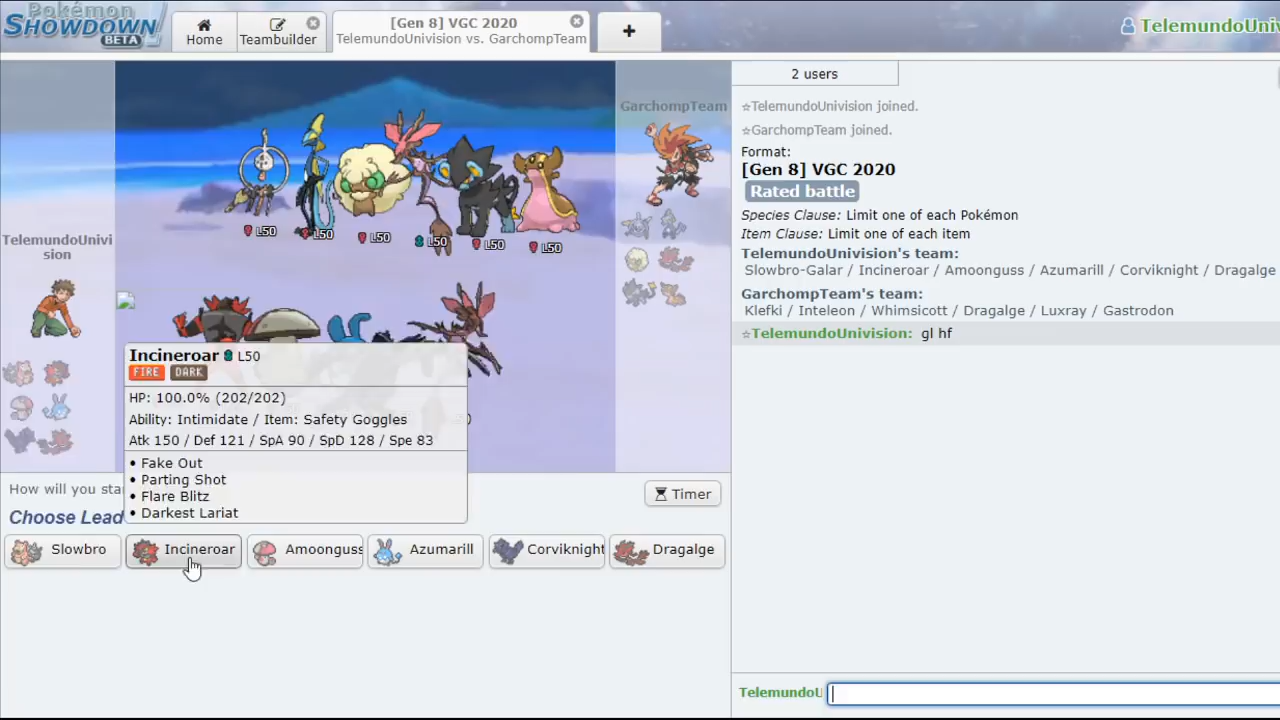 Pokémon
SHOWDOWN
BETA
Home
Teambuilder
[Gen 8] VGC 2020
TelemundoUnivision vs. GarchompTeam
+
TelemundoUniv
2 users
☆TelemundoUnivision joined.
☆GarchompTeam joined.
Format:
[Gen 8] VGC 2020
Rated battle
Species Clause: Limit one of each Pokémon
Item Clause: Limit one of each item
TelemundoUnivision's team:
Slowbro-Galar / Incineroar / Amoonguss / Azumarill / Corviknight / Dragalge
GarchompTeam's team:
Klefki / Inteleon / Whimsicott / Dragalge / Luxray / Gastrodon
☆TelemundoUnivision: gl hf
GarchompTeam
TelemundoUnivi
sion
L50
L50
L50
L50
L50
L50
Incineroar L50
FIRE DARK
HP: 100.0% (202/202)
Ability: Intimidate / Item: Safety Goggles
Atk 150 / Def 121 / SpA 90 / SpD 128 / Spe 83
• Fake Out
• Parting Shot
• Flare Blitz
• Darkest Lariat
How will you sta
Timer
Choose Lead
Slowbro
Incineroar
Amoonguss
Azumarill
Corviknight
Dragalge
TelemundoU